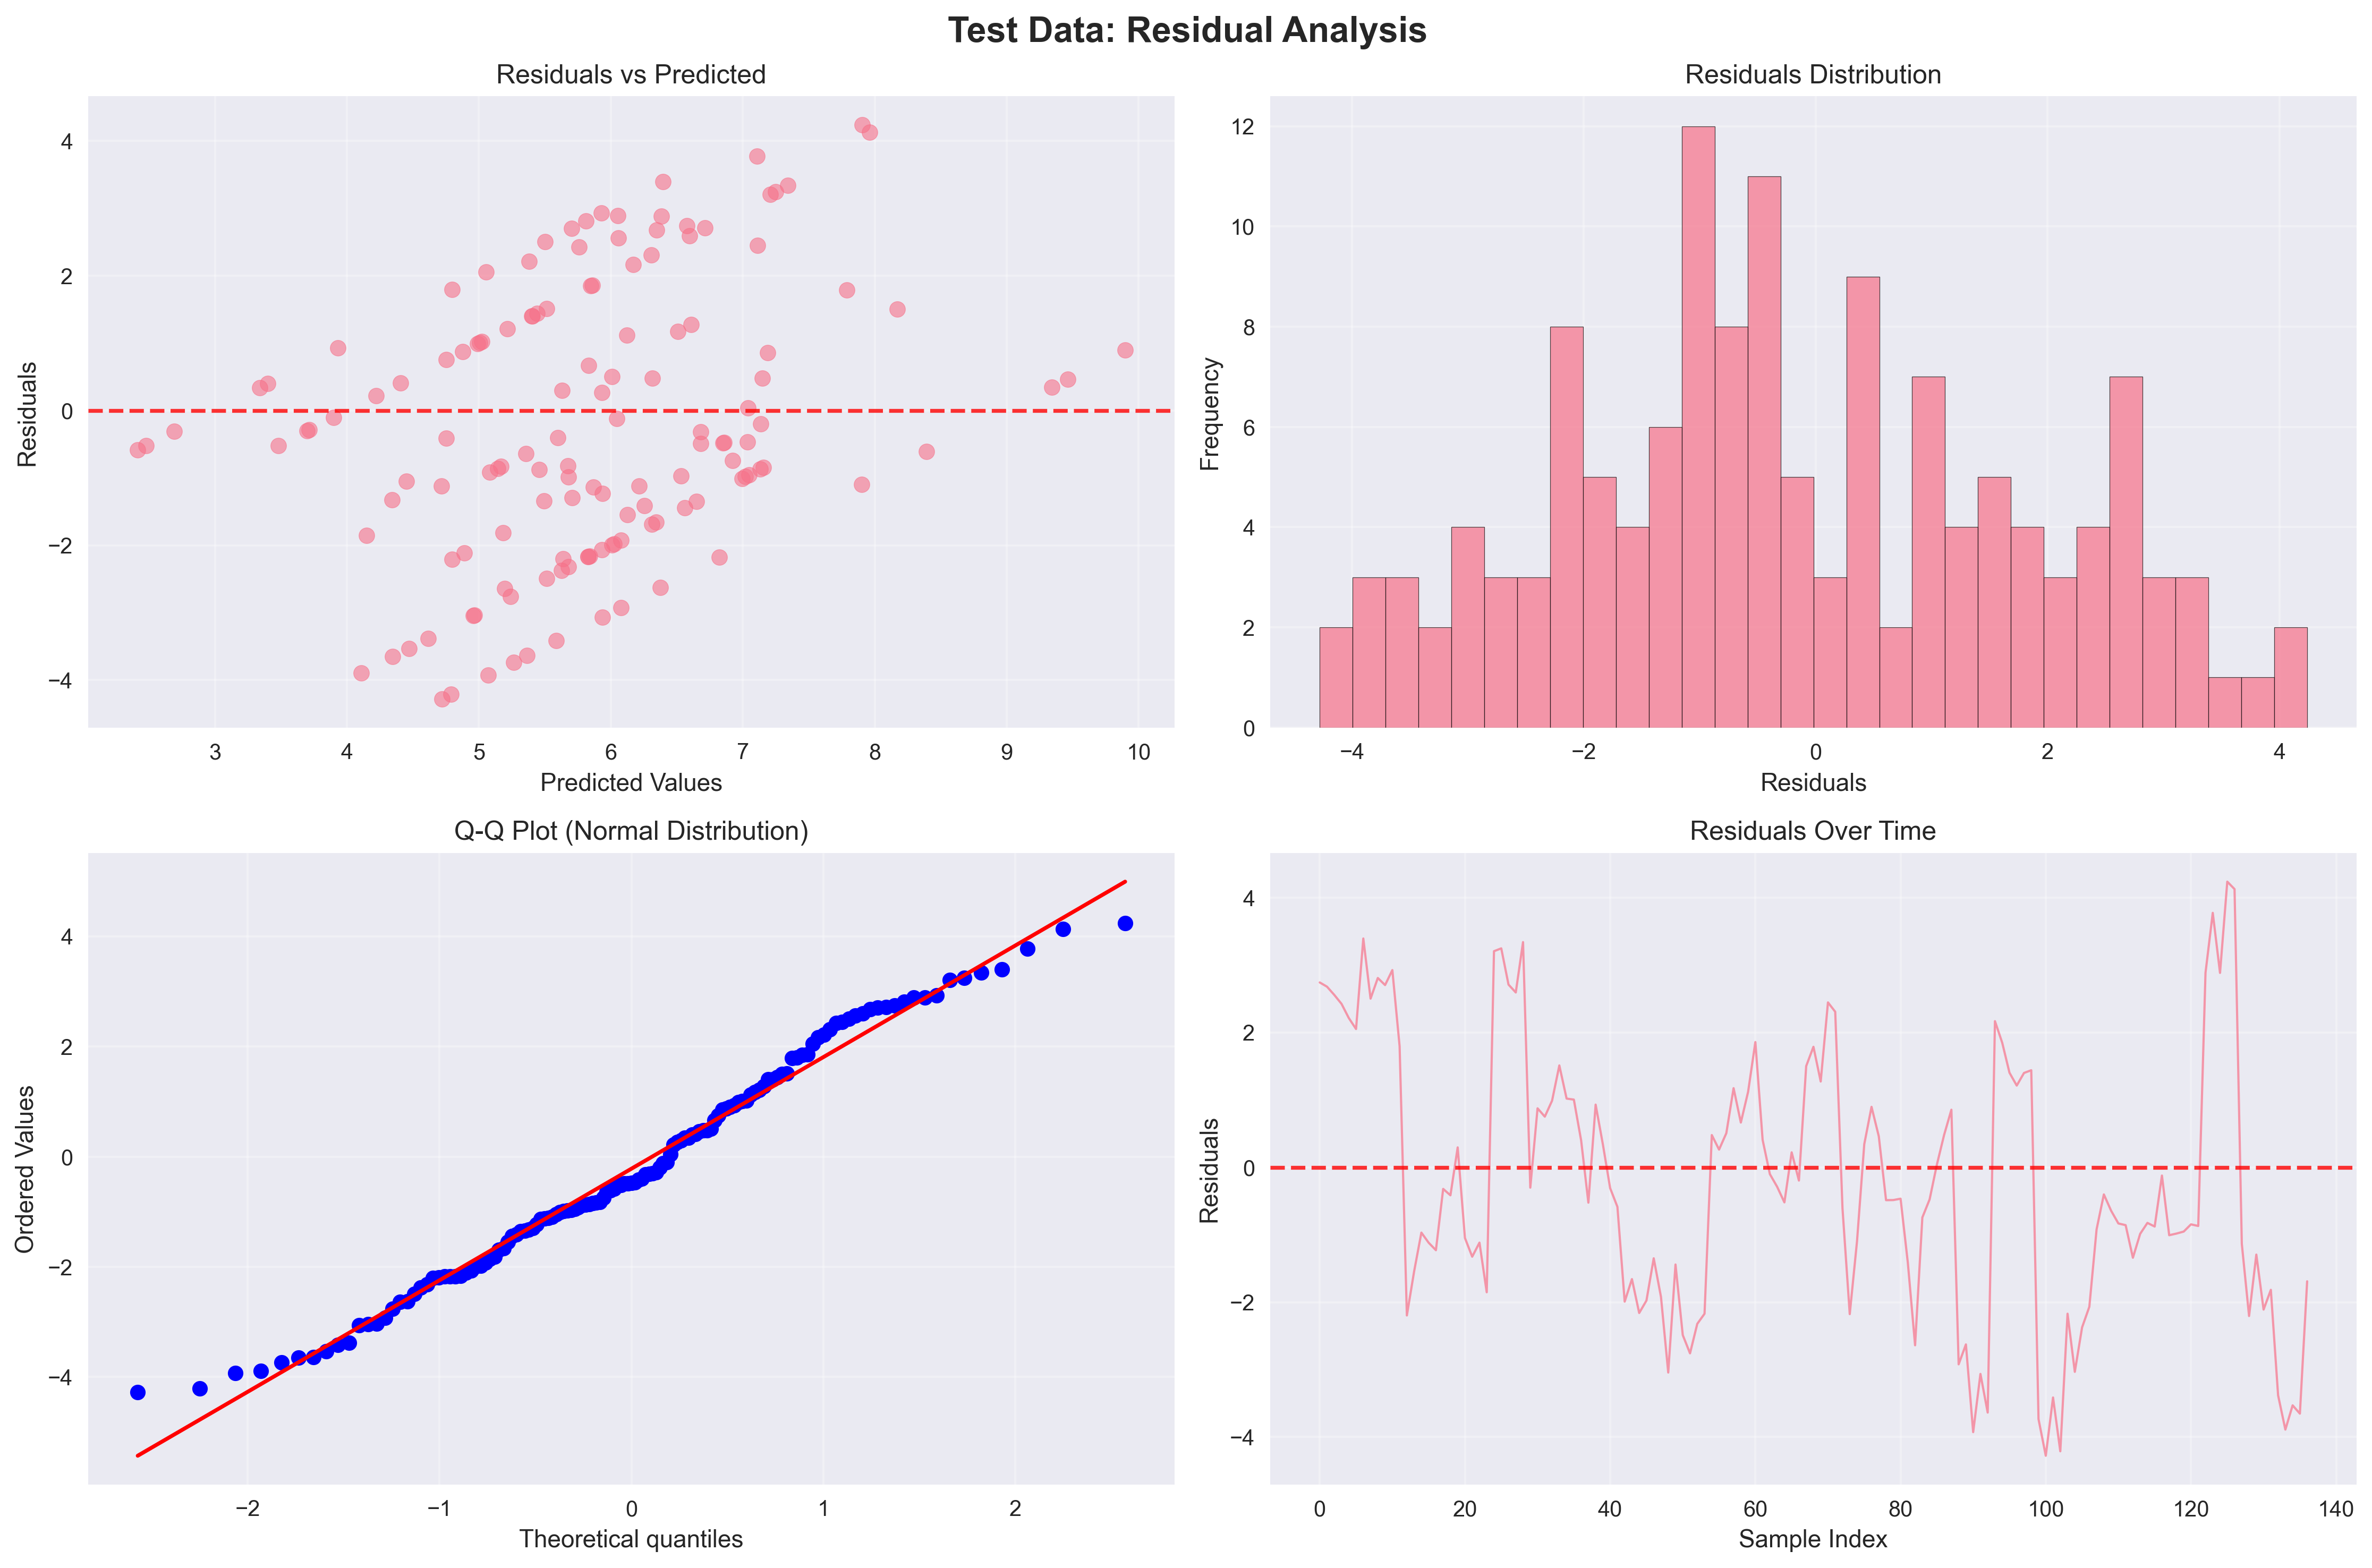 Test Data: Residual Analysis
Residuals vs Predicted
4
2
0
−2
−4
Residuals
3 4 5 6 7 8 9 10
Predicted Values
Residuals Distribution
12
10
8
6
4
2
0
Frequency
−4 −2 0 2 4
Residuals
Q-Q Plot (Normal Distribution)
4
2
0
−2
−4
Ordered Values
−2 −1 0 1 2
Theoretical quantiles
Residuals Over Time
4
2
0
−2
−4
Residuals
0 20 40 60 80 100 120 140
Sample Index